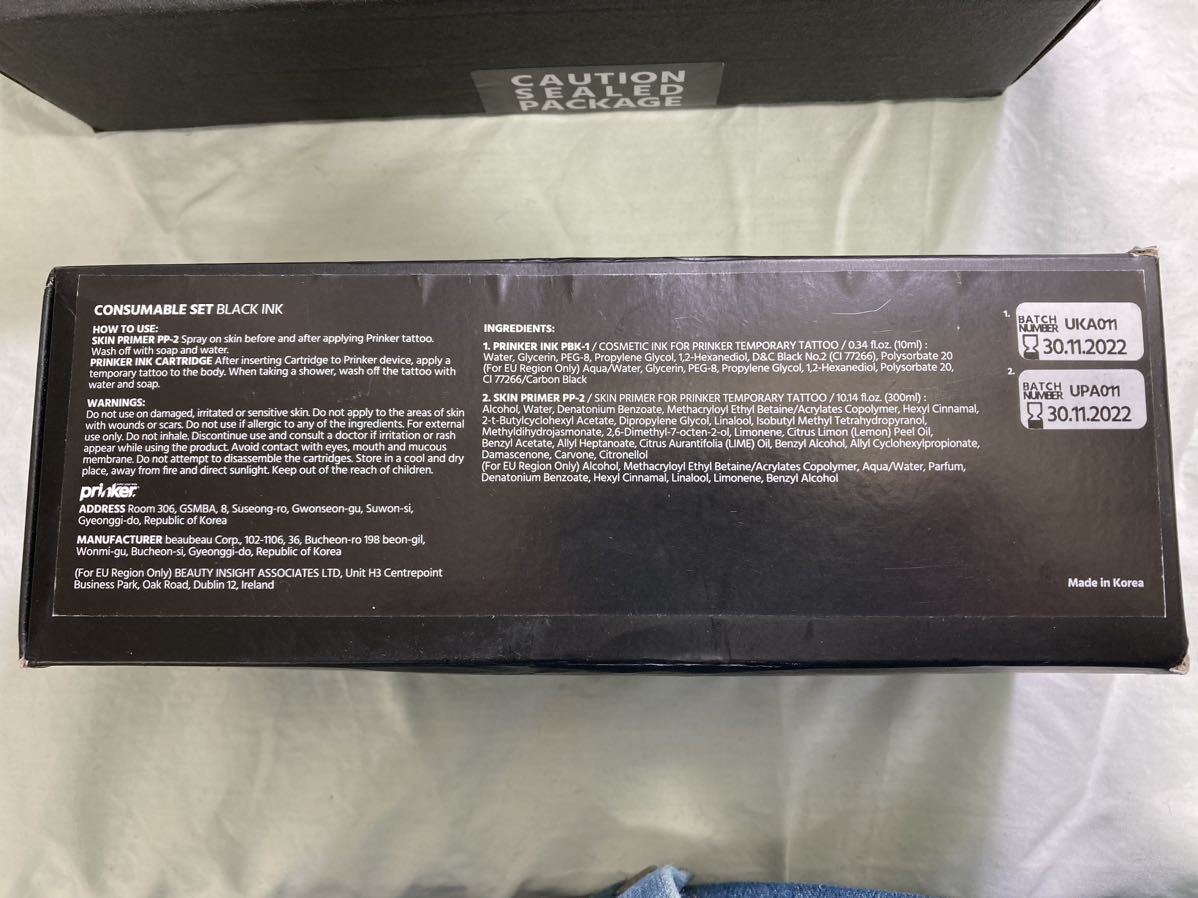 CAUTION
SEALED
PACKAGE
CONSUMABLE SET BLACK INK
HOW TO USE:
SKIN PRIMER PP-2 Spray on skin before and after applying Prinker tattoo.
Wash off with soap and water.
PRINKER INK CARTRIDGE After inserting Cartridge to Prinker device, apply a
temporary tattoo to the body. When taking a shower, wash off the tattoo with
water and soap.
WARNINGS:
Do not use on damaged, irritated or sensitive skin. Do not apply to the areas of skin
with wounds or scars. Do not use if allergic to any of the ingredients. For external
use only. Do not inhale. Discontinue use and consult a doctor if irritation or rash
appear while using the product. Avoid contact with eyes, mouth and mucous
membrane. Do not attempt to disassemble the cartridges. Store in a cool and dry
place, away from fire and direct sunlight. Keep out of the reach of children.
prinker
ADDRESS Room 306, GSMBA, 8, Suseong-ro, Gwonseon-gu, Suwon-si,
Gyeonggi-do, Republic of Korea
MANUFACTURER beaubeau Corp., 102-1106, 36, Bucheon-ro 198 beon-gil,
Wonmi-gu, Bucheon-si, Gyeonggi-do, Republic of Korea
(For EU Region Only) BEAUTY INSIGHT ASSOCIATES LTD, Unit H3 Centrepoint
Business Park, Oak Road, Dublin 12, Ireland
INGREDIENTS:
1. PRINKER INK PBK-1 / COSMETIC INK FOR PRINKER TEMPORARY TATTOO / 0.34 fl.oz. (10ml) :
Water, Glycerin, PEG-8, Propylene Glycol, 1,2-Hexanediol, D&C Black No.2 (CI 77266), Polysorbate 20
(For EU Region Only) Aqua/Water, Glycerin, PEG-8, Propylene Glycol, 1,2-Hexanediol, Polysorbate 20,
CI 77266/Carbon Black
2. SKIN PRIMER PP-2 / SKIN PRIMER FOR PRINKER TEMPORARY TATTOO / 10.14 fl.oz. (300ml) :
Alcohol, Water, Denatonium Benzoate, Methacryloyl Ethyl Betaine/Acrylates Copolymer, Hexyl Cinnamal,
2-t-Butylcyclohexyl Acetate, Dipropylene Glycol, Linalool, Isobutyl Methyl Tetrahydropyranol,
Methyldihydrojasmonate, 2,6-Dimethyl-7-octen-2-ol, Limonene, Citrus Limon (Lemon) Peel Oil,
Benzyl Acetate, Allyl Heptanoate, Citrus Aurantifolia (LIME) Oil, Benzyl Alcohol, Allyl Cyclohexylpropionate,
Damascenone, Carvone, Citronellol
(For EU Region Only) Alcohol, Methacryloyl Ethyl Betaine/Acrylates Copolymer, Aqua/Water, Parfum,
Denatonium Benzoate, Hexyl Cinnamal, Linalool, Limonene, Benzyl Alcohol
1.
BATCH
NUMBER UKA011
30.11.2022
2.
BATCH
NUMBER UPA011
30.11.2022
Made in Korea